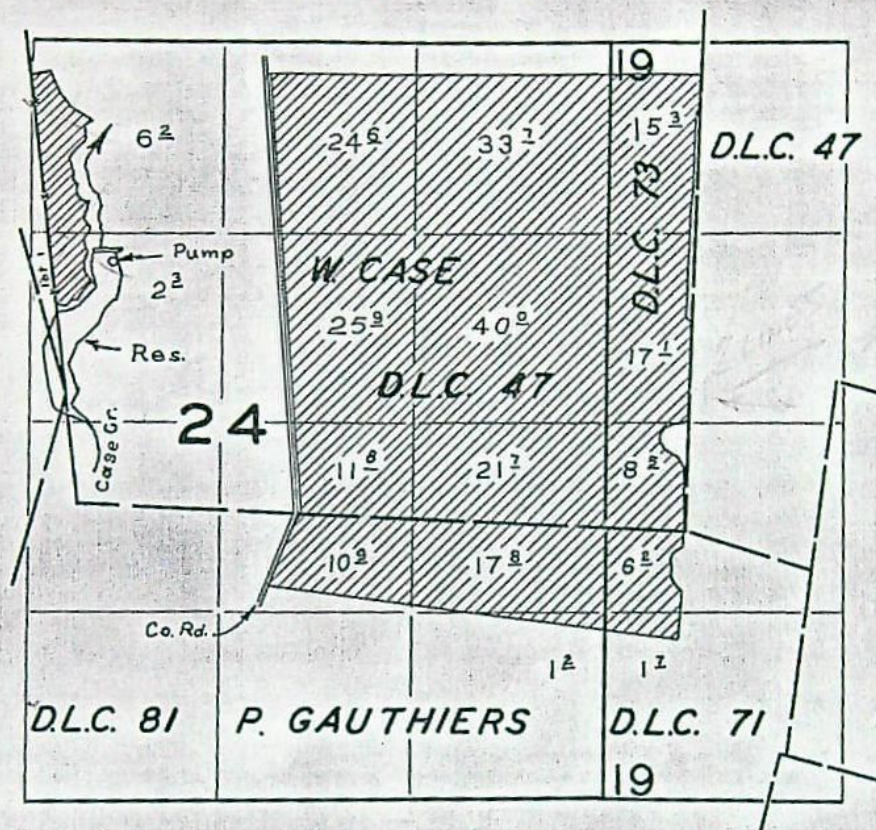 19
24 6
33 7
15 3
6 2
D.L.C. 47
D.L.C. 73
Pump
W. CASE
2 3
Lot 1
25 9
40 0
Res.
17 1
D.L.C. 47
24
Case Cr.
11 8
21 7
10 9
17 8
6 2
Co. Rd.
1 2
1 7
D.L.C. 81
P. GAUTHIERS
D.L.C. 71
19